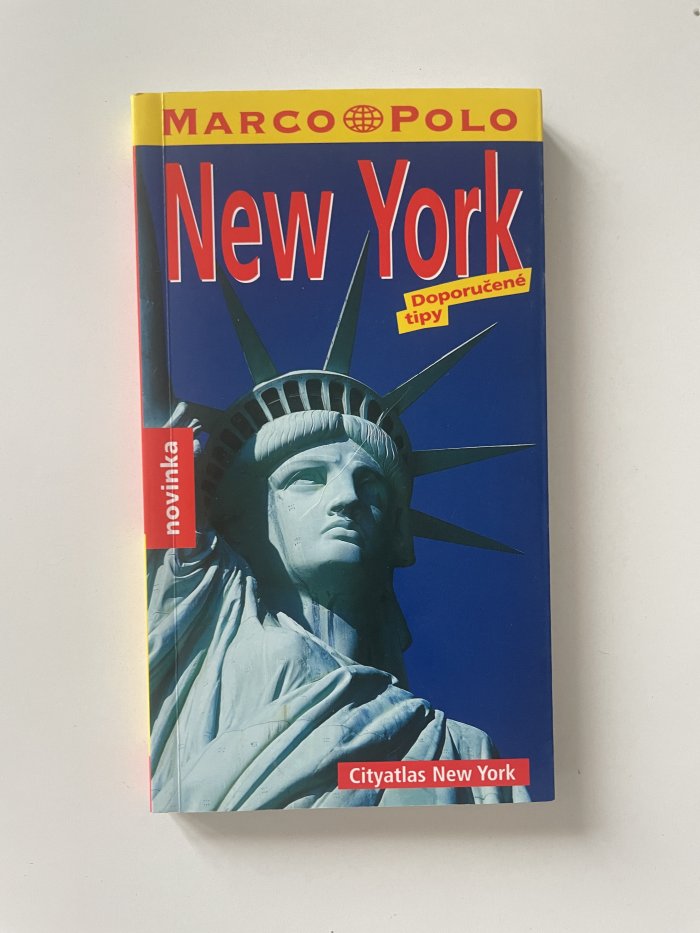 MARCO POLO
New York
Doporučené
tipy
novinka
Cityatlas New York